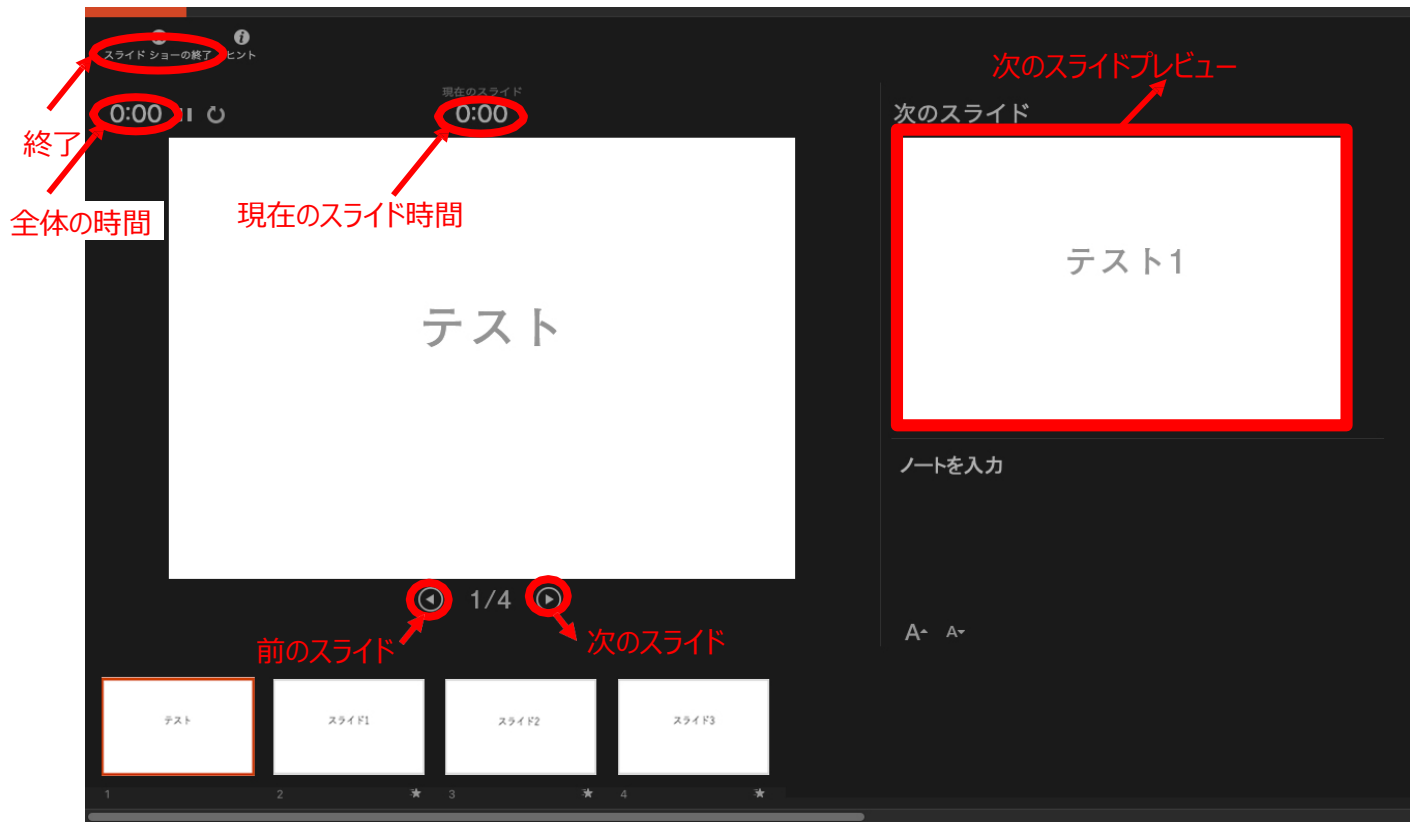 スライド ショーの終了
ヒント
次のスライドプレビュー
現在のスライド
0:00
0:00
次のスライド
終了
全体の時間
現在のスライド時間
テスト
テスト1
ノートを入力
1/4
前のスライド
次のスライド
A
A
テスト
スライド1
スライド2
スライド3
1
2
3
4